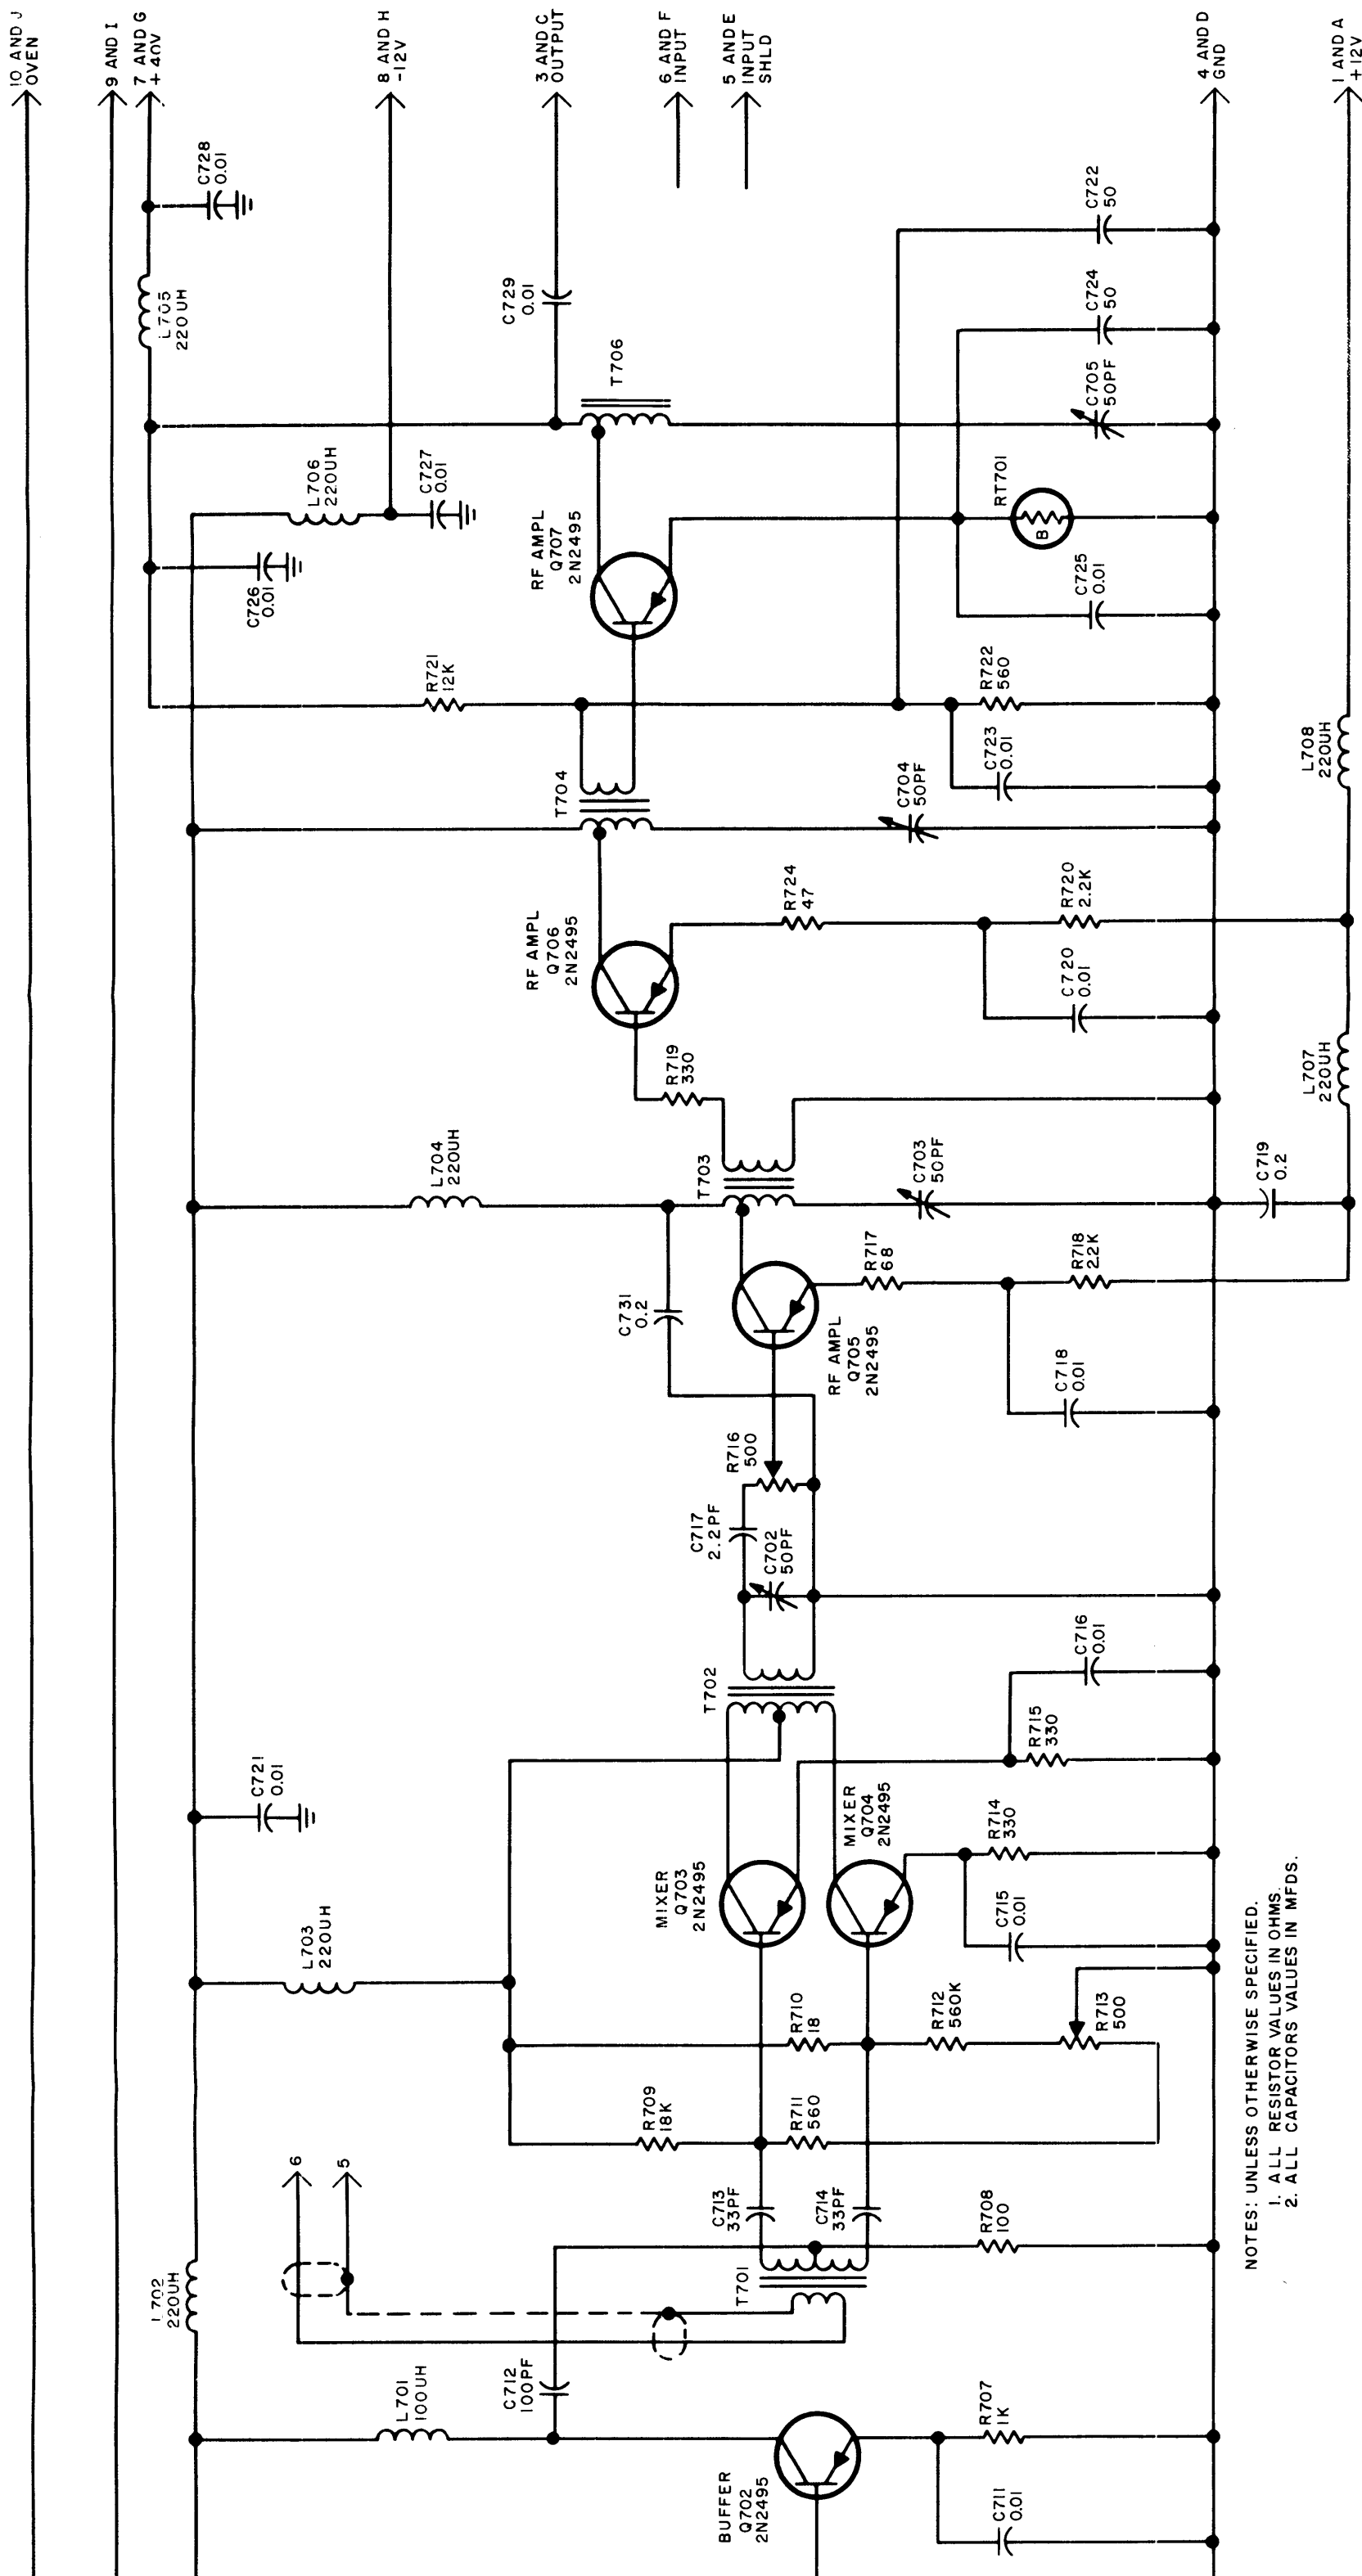 10 AND J
OVEN
9 AND I
7 AND G
+ 40V
8 AND H
-12V
3 AND C
OUTPUT
6 AND F
INPUT
5 AND E
INPUT
SHLD
4 AND D
GND
1 AND A
+12V
C728
0.01
L705
220UH
C722
50
C729
0.01
C724
50
T706
C705
50PF
L706
220UH
C727
0.01
RT701
B
C726
0.01
RF AMPL
Q707
2N2495
C725
0.01
R721
12K
R722
560
C723
0.01
T704
C704
50PF
L708
220UH
R724
47
R720
2.2K
RF AMPL
Q706
2N2495
C720
0.01
R719
330
L707
220UH
L704
220UH
T703
C703
50PF
C719
0.2
R717
68
R718
2.2K
C731
0.2
RF AMPL
Q705
2N2495
C718
0.01
R716
500
C717
2.2PF
C702
50PF
T702
C716
0.01
R715
330
C721
0.01
MIXER
Q704
2N2495
R714
330
MIXER
Q703
2N2495
C715
0.01
L703
220UH
R710
18
R712
560K
R713
500
R709
18K
R711
560
6
5
C713
33PF
C714
33PF
R708
100
T701
L702
220UH
C712
100PF
L701
100UH
R707
1K
BUFFER
Q702
2N2495
C711
0.01
NOTES: UNLESS OTHERWISE SPECIFIED.
1. ALL RESISTOR VALUES IN OHMS.
2. ALL CAPACITORS VALUES IN MFDS.